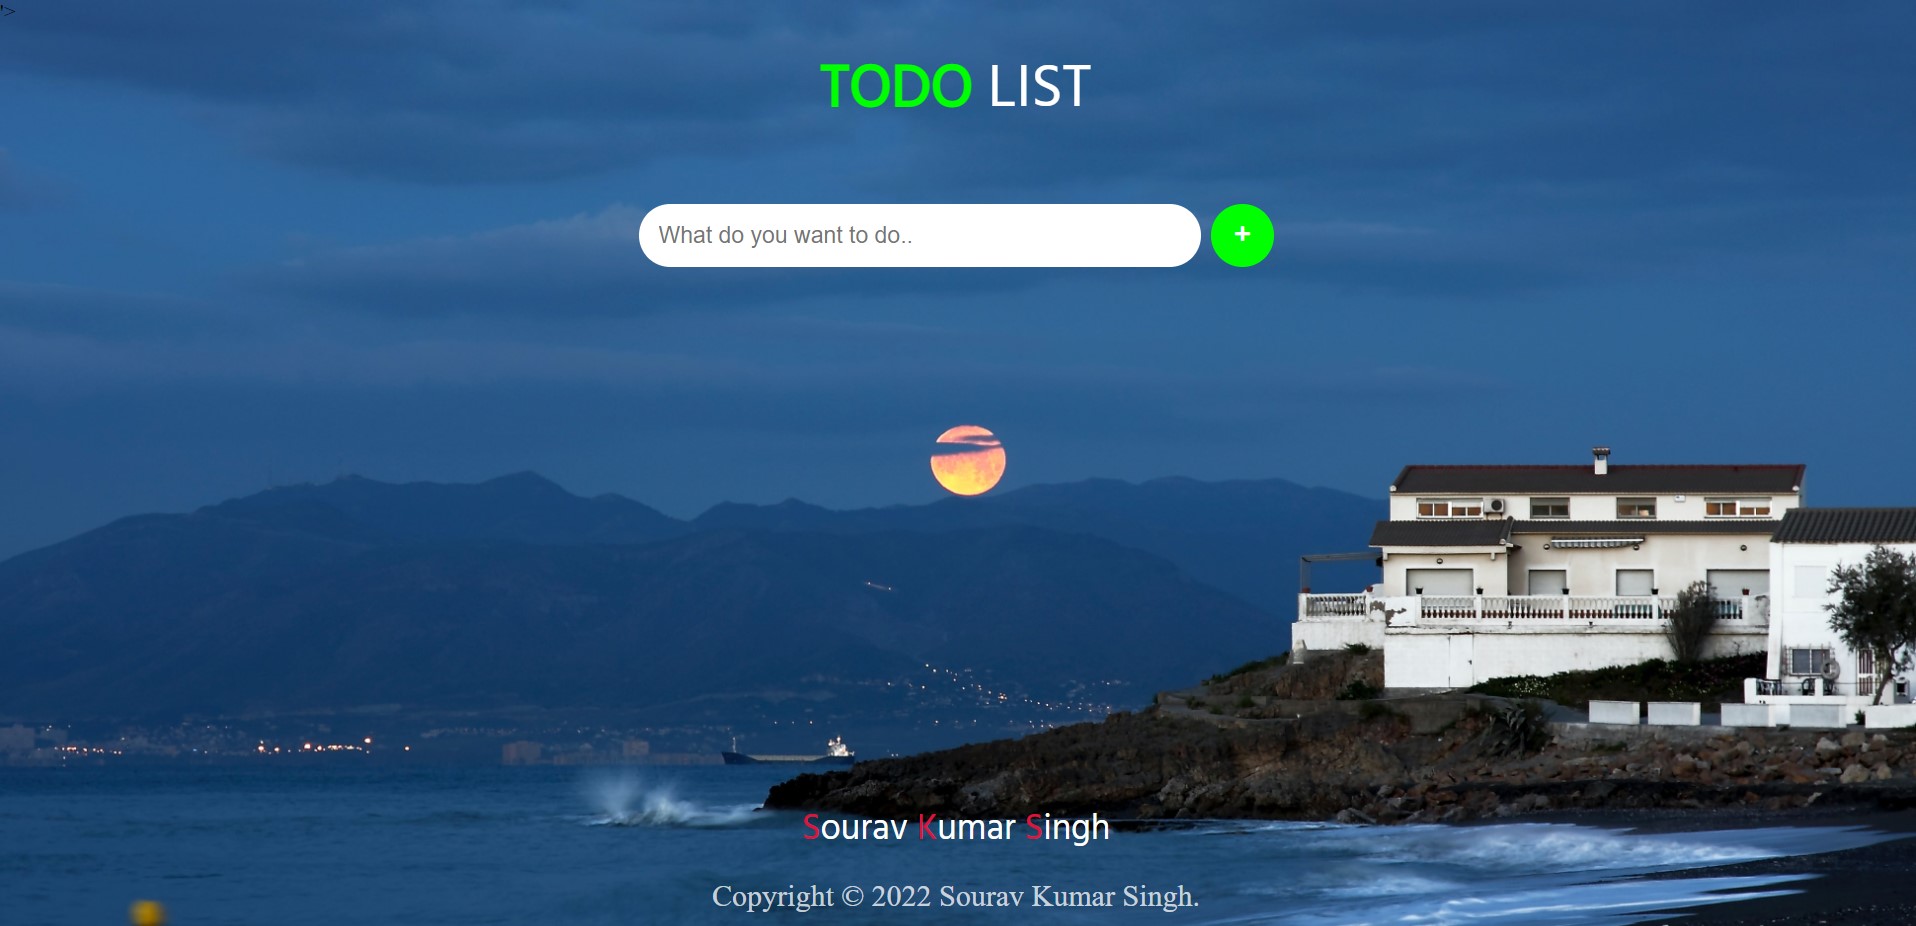 '>
TODO LIST
What do you want to do..
+
Sourav Kumar Singh
Copyright © 2022 Sourav Kumar Singh.